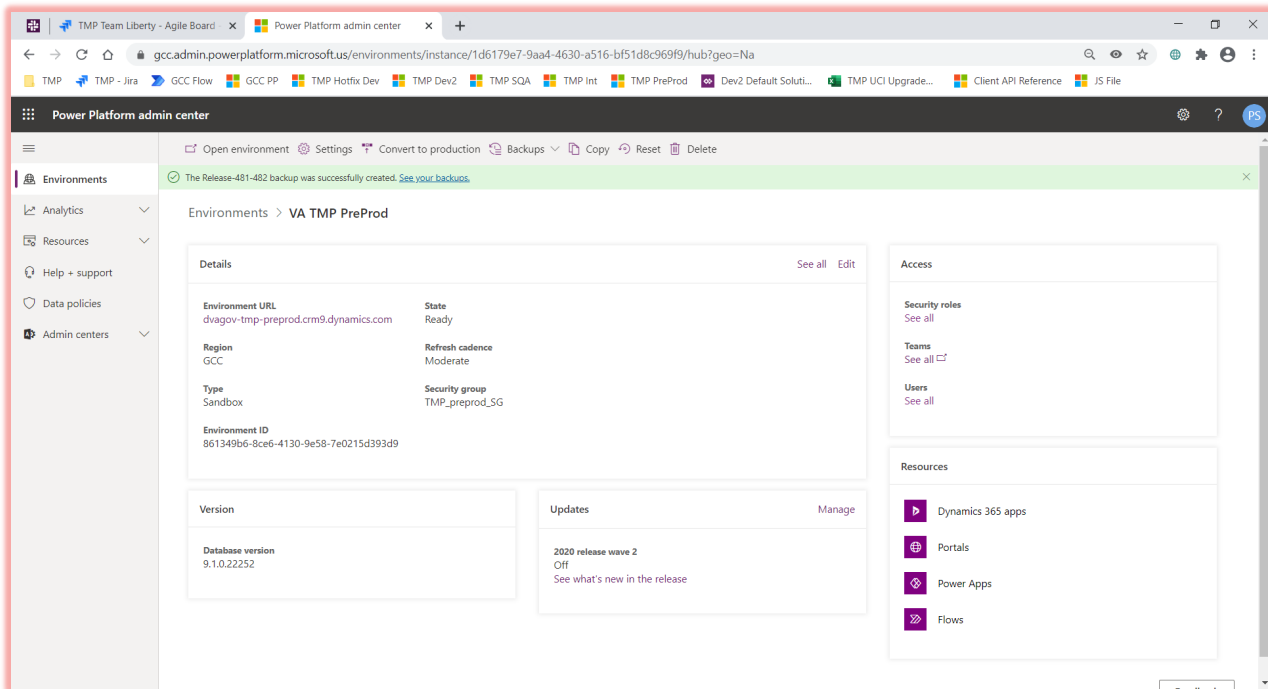 TMP Team Liberty - Agile Board -
Power Platform admin center
gcc.admin.powerplatform.microsoft.us/environments/instance/1d6179e7-9aa4-4630-a516-bf51d8c969f9/hub?geo=Na
TMP
TMP - Jira
GCC Flow
GCC PP
TMP Hotfix Dev
TMP Dev2
TMP SQA
TMP Int
TMP PreProd
Dev2 Default Soluti...
TMP UCI Upgrade...
Client API Reference
JS File
Power Platform admin center
? PS
Open environment
Settings
Convert to production
Backups
Copy
Reset
Delete
Environments
Analytics
Resources
Help + support
Data policies
Admin centers
The Release-481-482 backup was successfully created. See your backups.
Environments > VA TMP PreProd
Details
See all Edit
Environment URL
dvagov-tmp-preprod.crm9.dynamics.com
State
Ready
Region
GCC
Refresh cadence
Moderate
Type
Sandbox
Security group
TMP_preprod_SG
Environment ID
861349b6-8ce6-4130-9e58-7e0215d393d9
Access
Security roles
See all
Teams
See all
Users
See all
Version
Database version
9.1.0.22252
Updates
Manage
2020 release wave 2
Off
See what's new in the release
Resources
Dynamics 365 apps
Portals
Power Apps
Flows